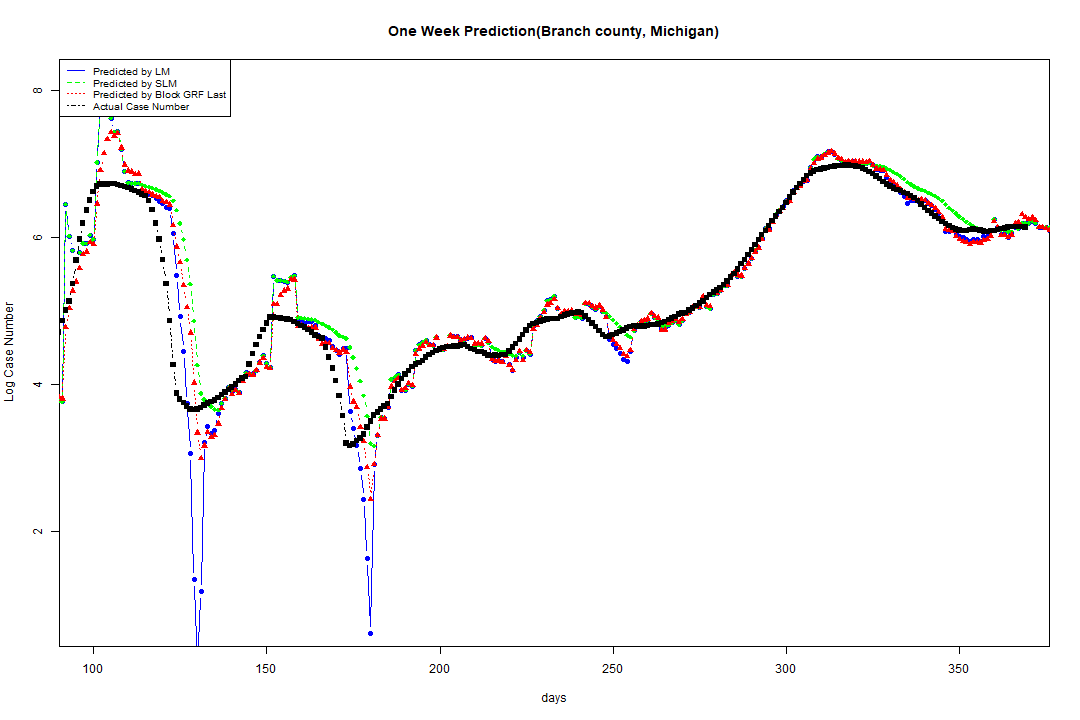 One Week Prediction(Branch county, Michigan)
Predicted by LM
Predicted by SLM
Predicted by Block GRF Last
Actual Case Number
8
6
4
2
Log Case Number
100 150 200 250 300 350
days